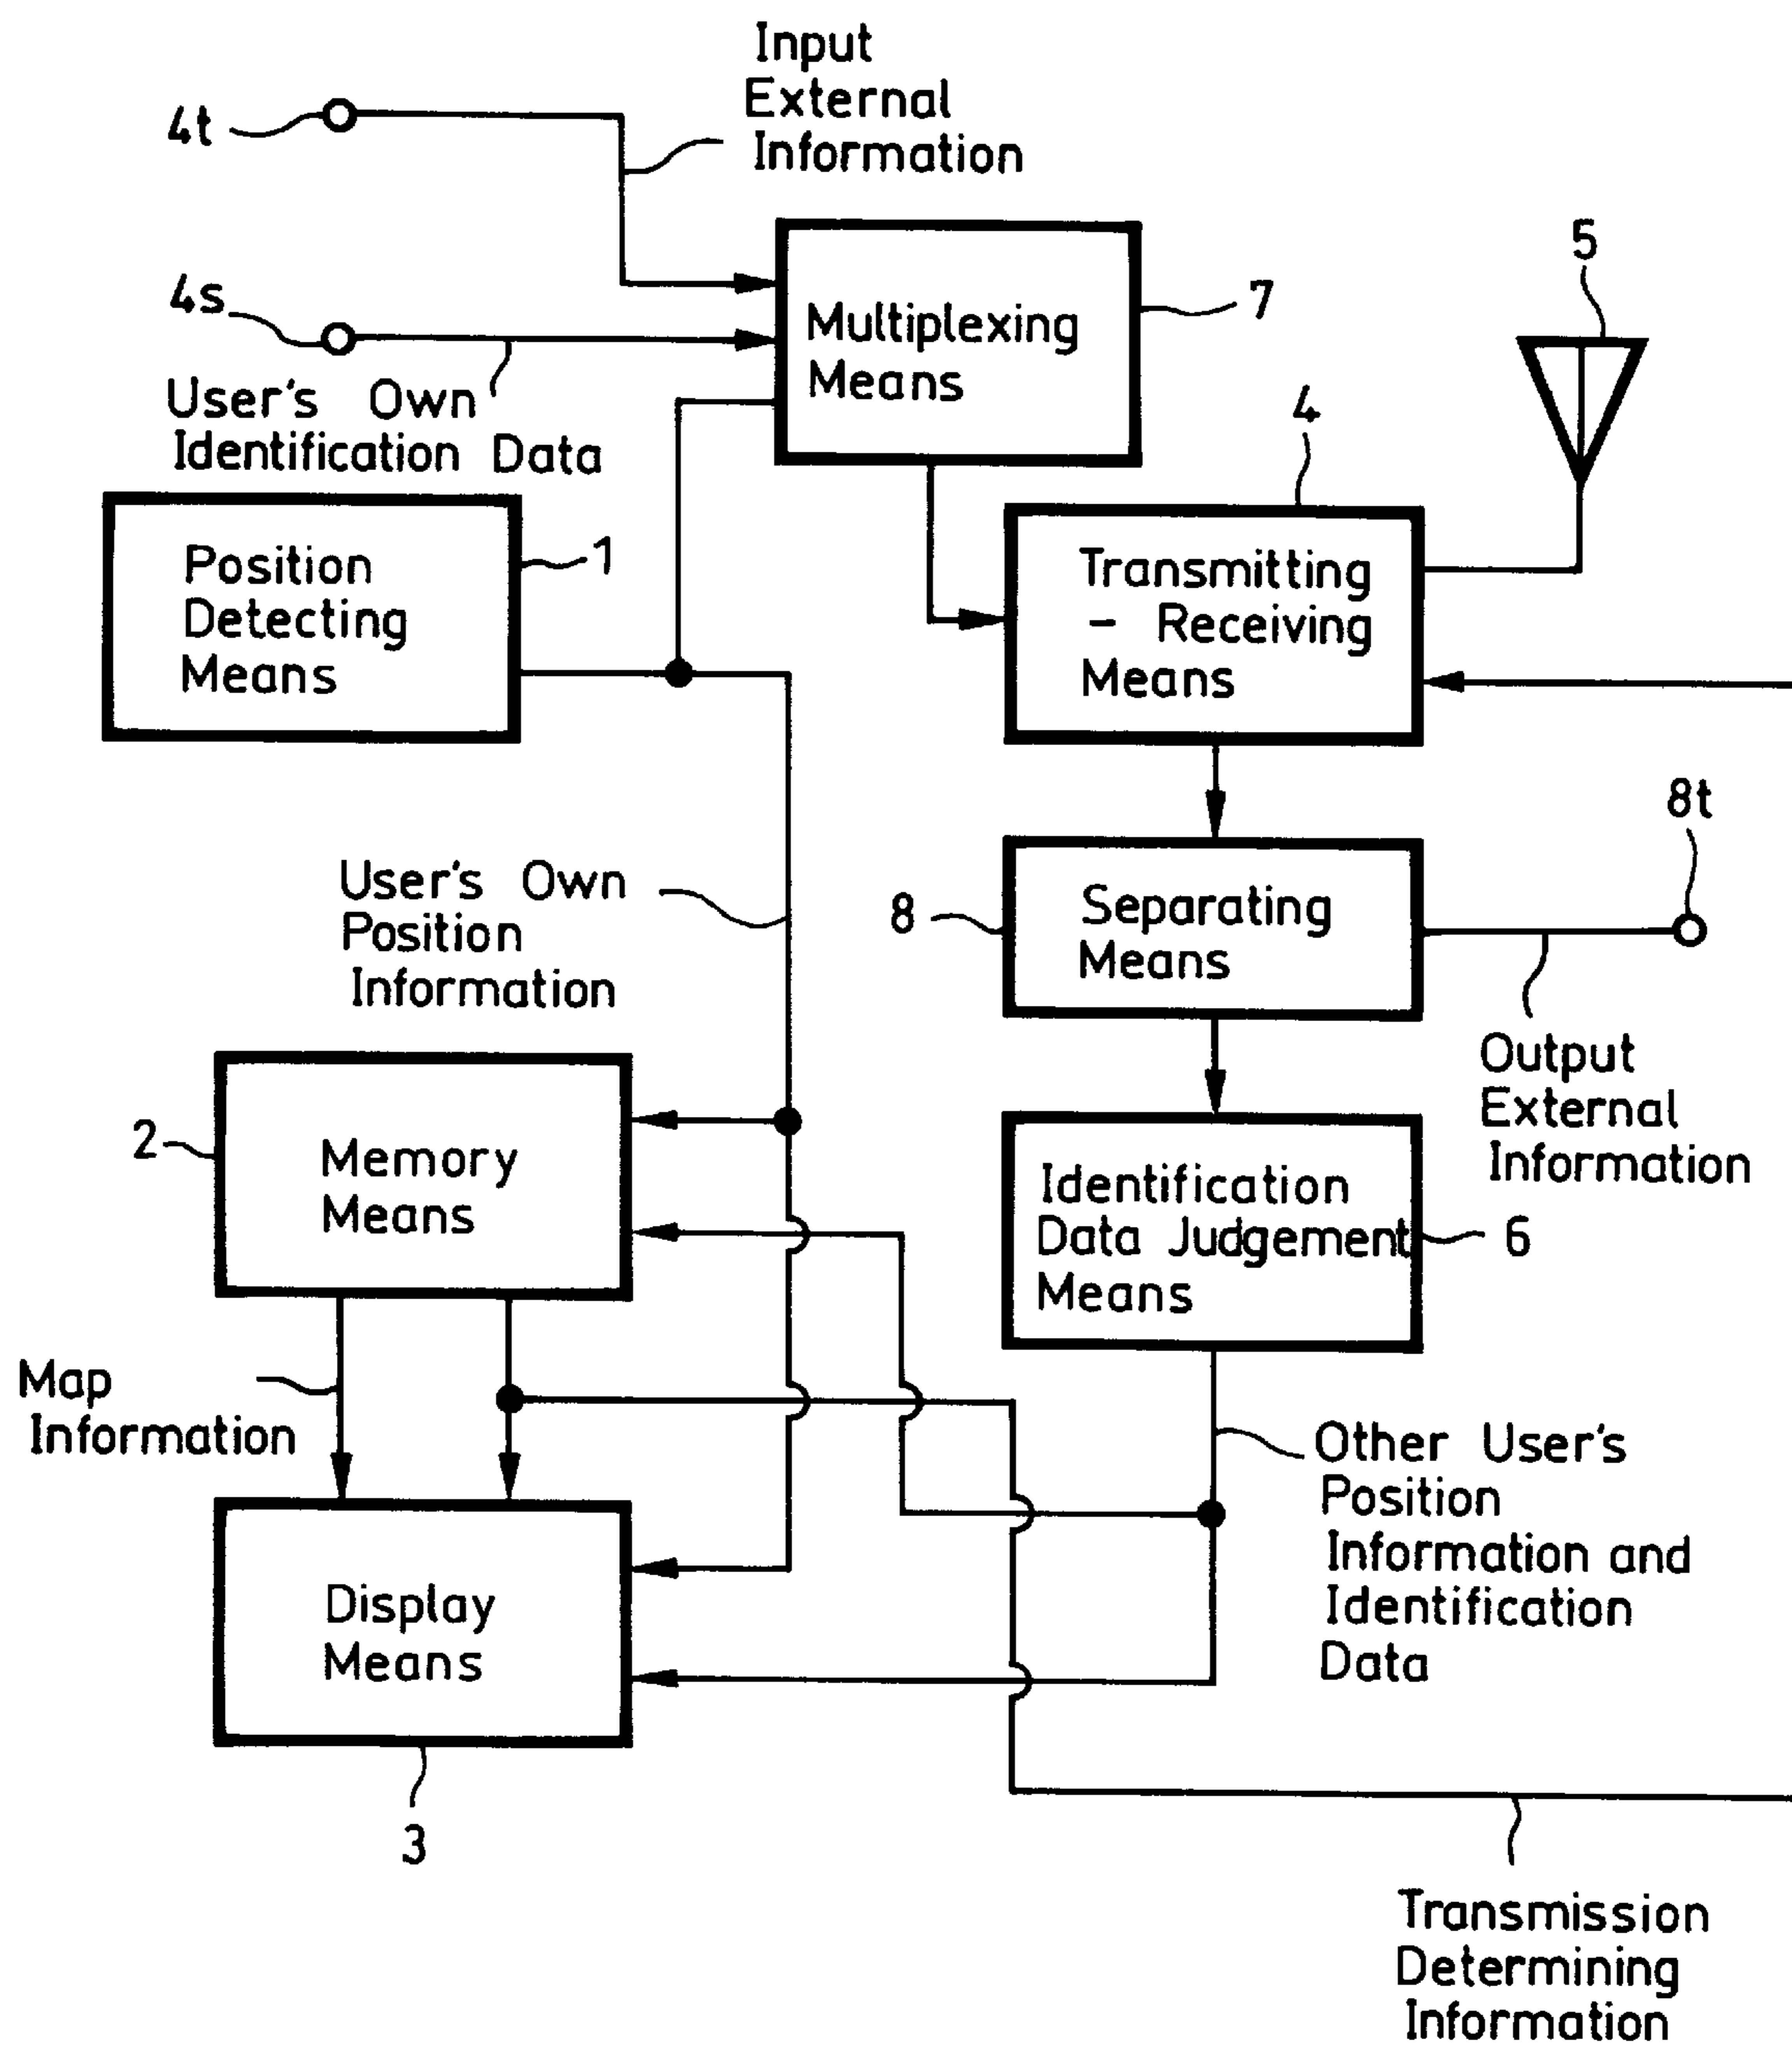 Input
External
Information
4t
4s
User's Own
Identification Data
Multiplexing
Means
7
5
4
Position
Detecting
Means
1
Transmitting
- Receiving
Means
8t
User's Own
Position
Information
8
Separating
Means
Output
External
Information
2
Memory
Means
Identification
Data Judgement
Means
6
Map
Information
Other User's
Position
Information and
Identification
Data
Display
Means
3
Transmission
Determining
Information